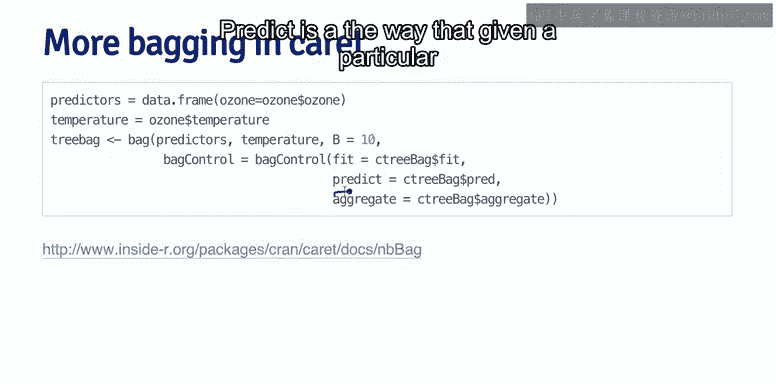 More bagging in caret
Predict is a the way that given a
particular
predictors = data.frame(ozone=ozone$ozone)
temperature = ozone$temperature
treebag <- bag(predictors, temperature, B = 10,
bagControl = bagControl(fit = ctreeBag$fit,
predict = ctreeBag$pred,
aggregate = ctreeBag$aggregate))
http://www.inside-r.org/packages/cran/caret/docs/nbBag